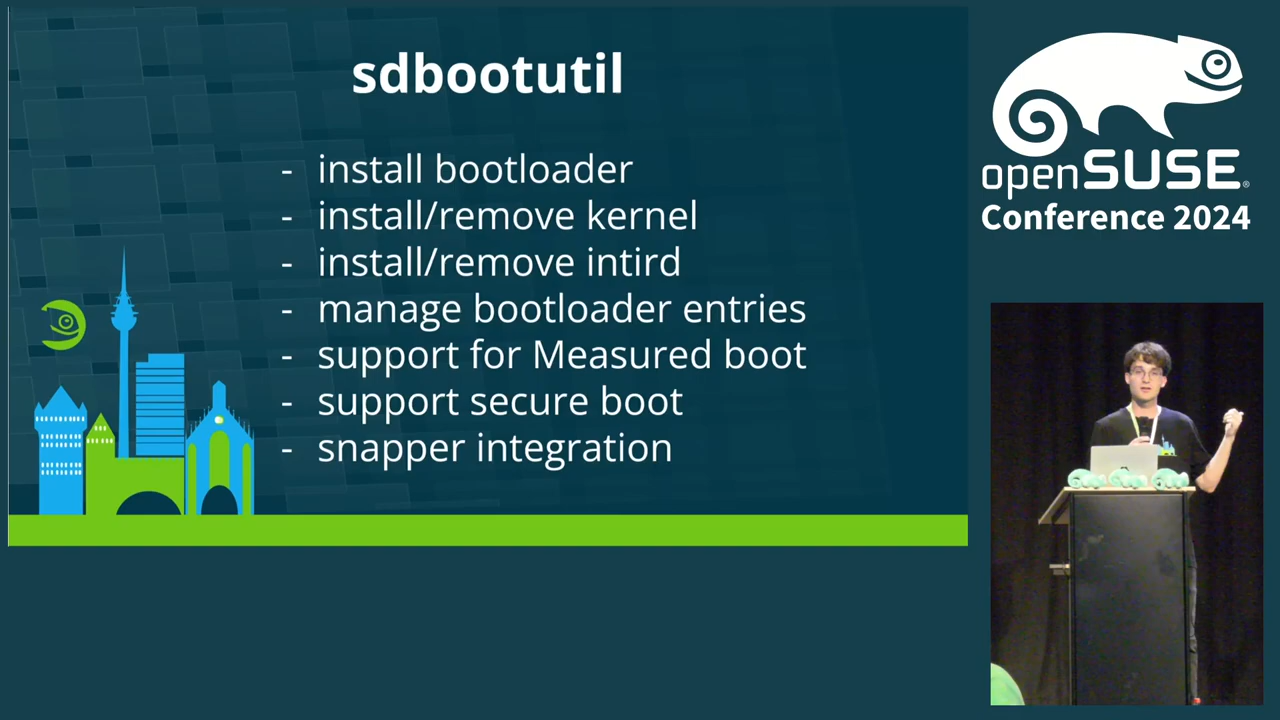 sdbootutil
- install bootloader
- install/remove kernel
- install/remove intird
- manage bootloader entries
- support for Measured boot
- support secure boot
- snapper integration
openSUSE®
Conference 2024